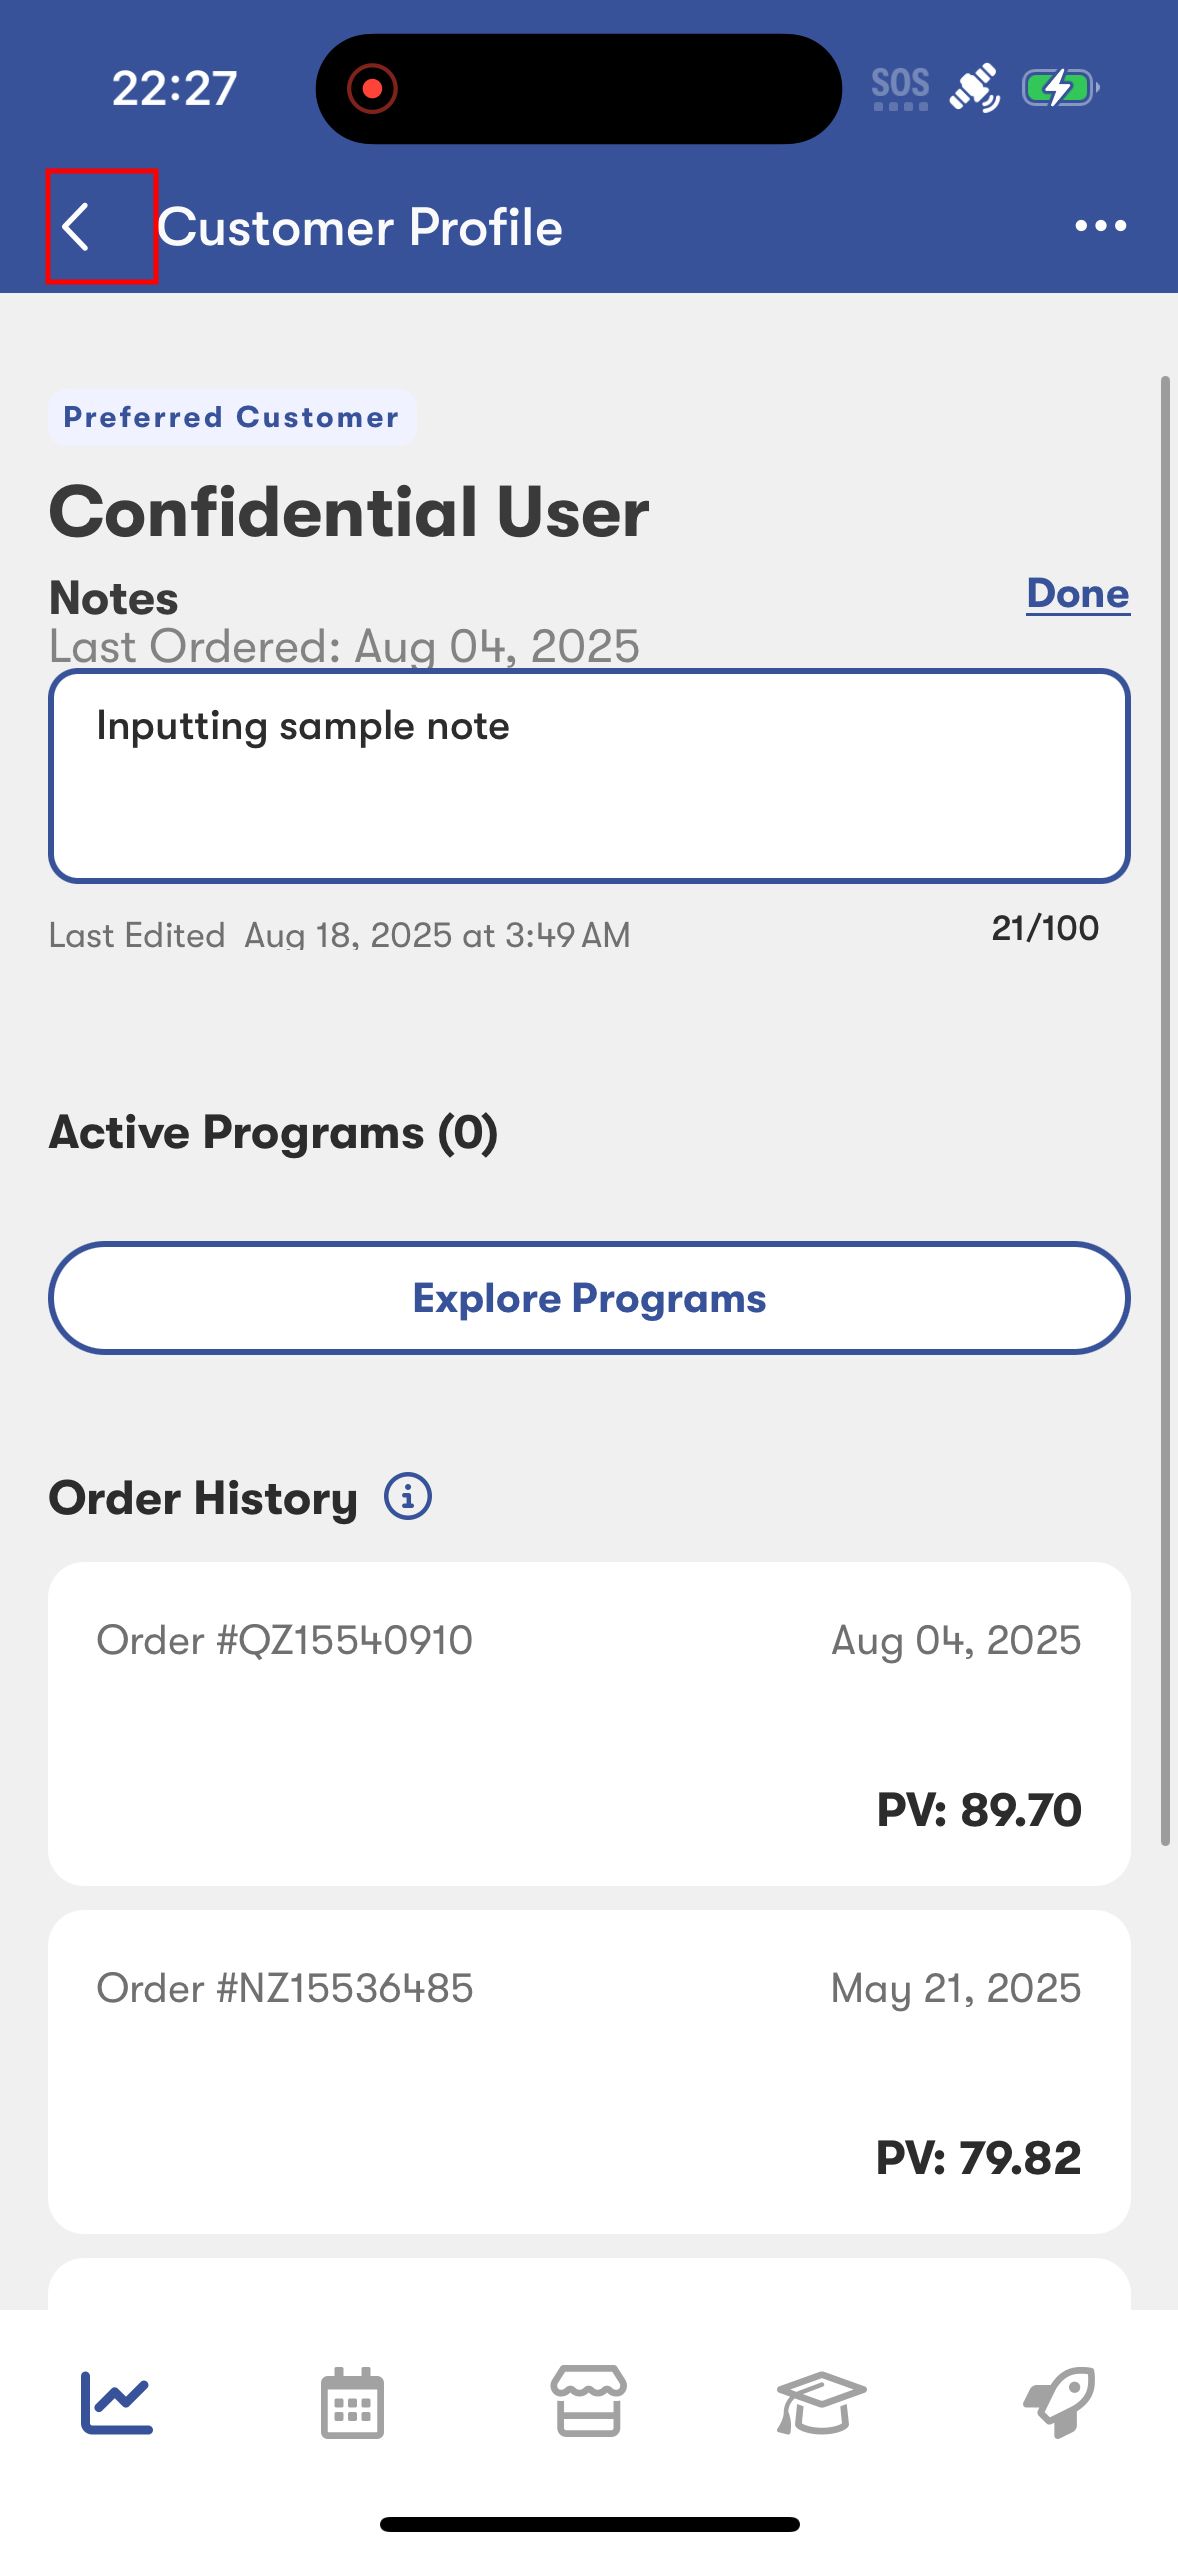 22:27
SOS
Customer Profile
Preferred Customer
Confidential User
Notes
Done
Last Ordered: Aug 04, 2025
Inputting sample note
Last Edited Aug 18, 2025 at 3:49 AM
21/100
Active Programs (0)
Explore Programs
Order History
Order #QZ15540910
Aug 04, 2025
PV: 89.70
Order #NZ15536485
May 21, 2025
PV: 79.82